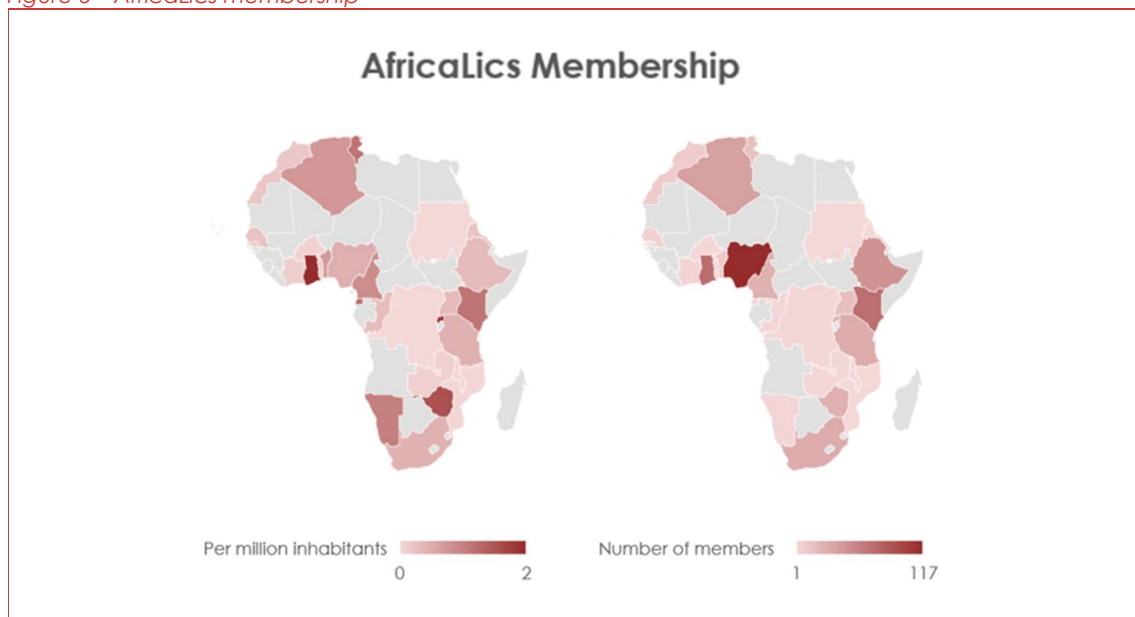 AfricaLics Membership
Per million inhabitants
0 2
Number of members
1 117